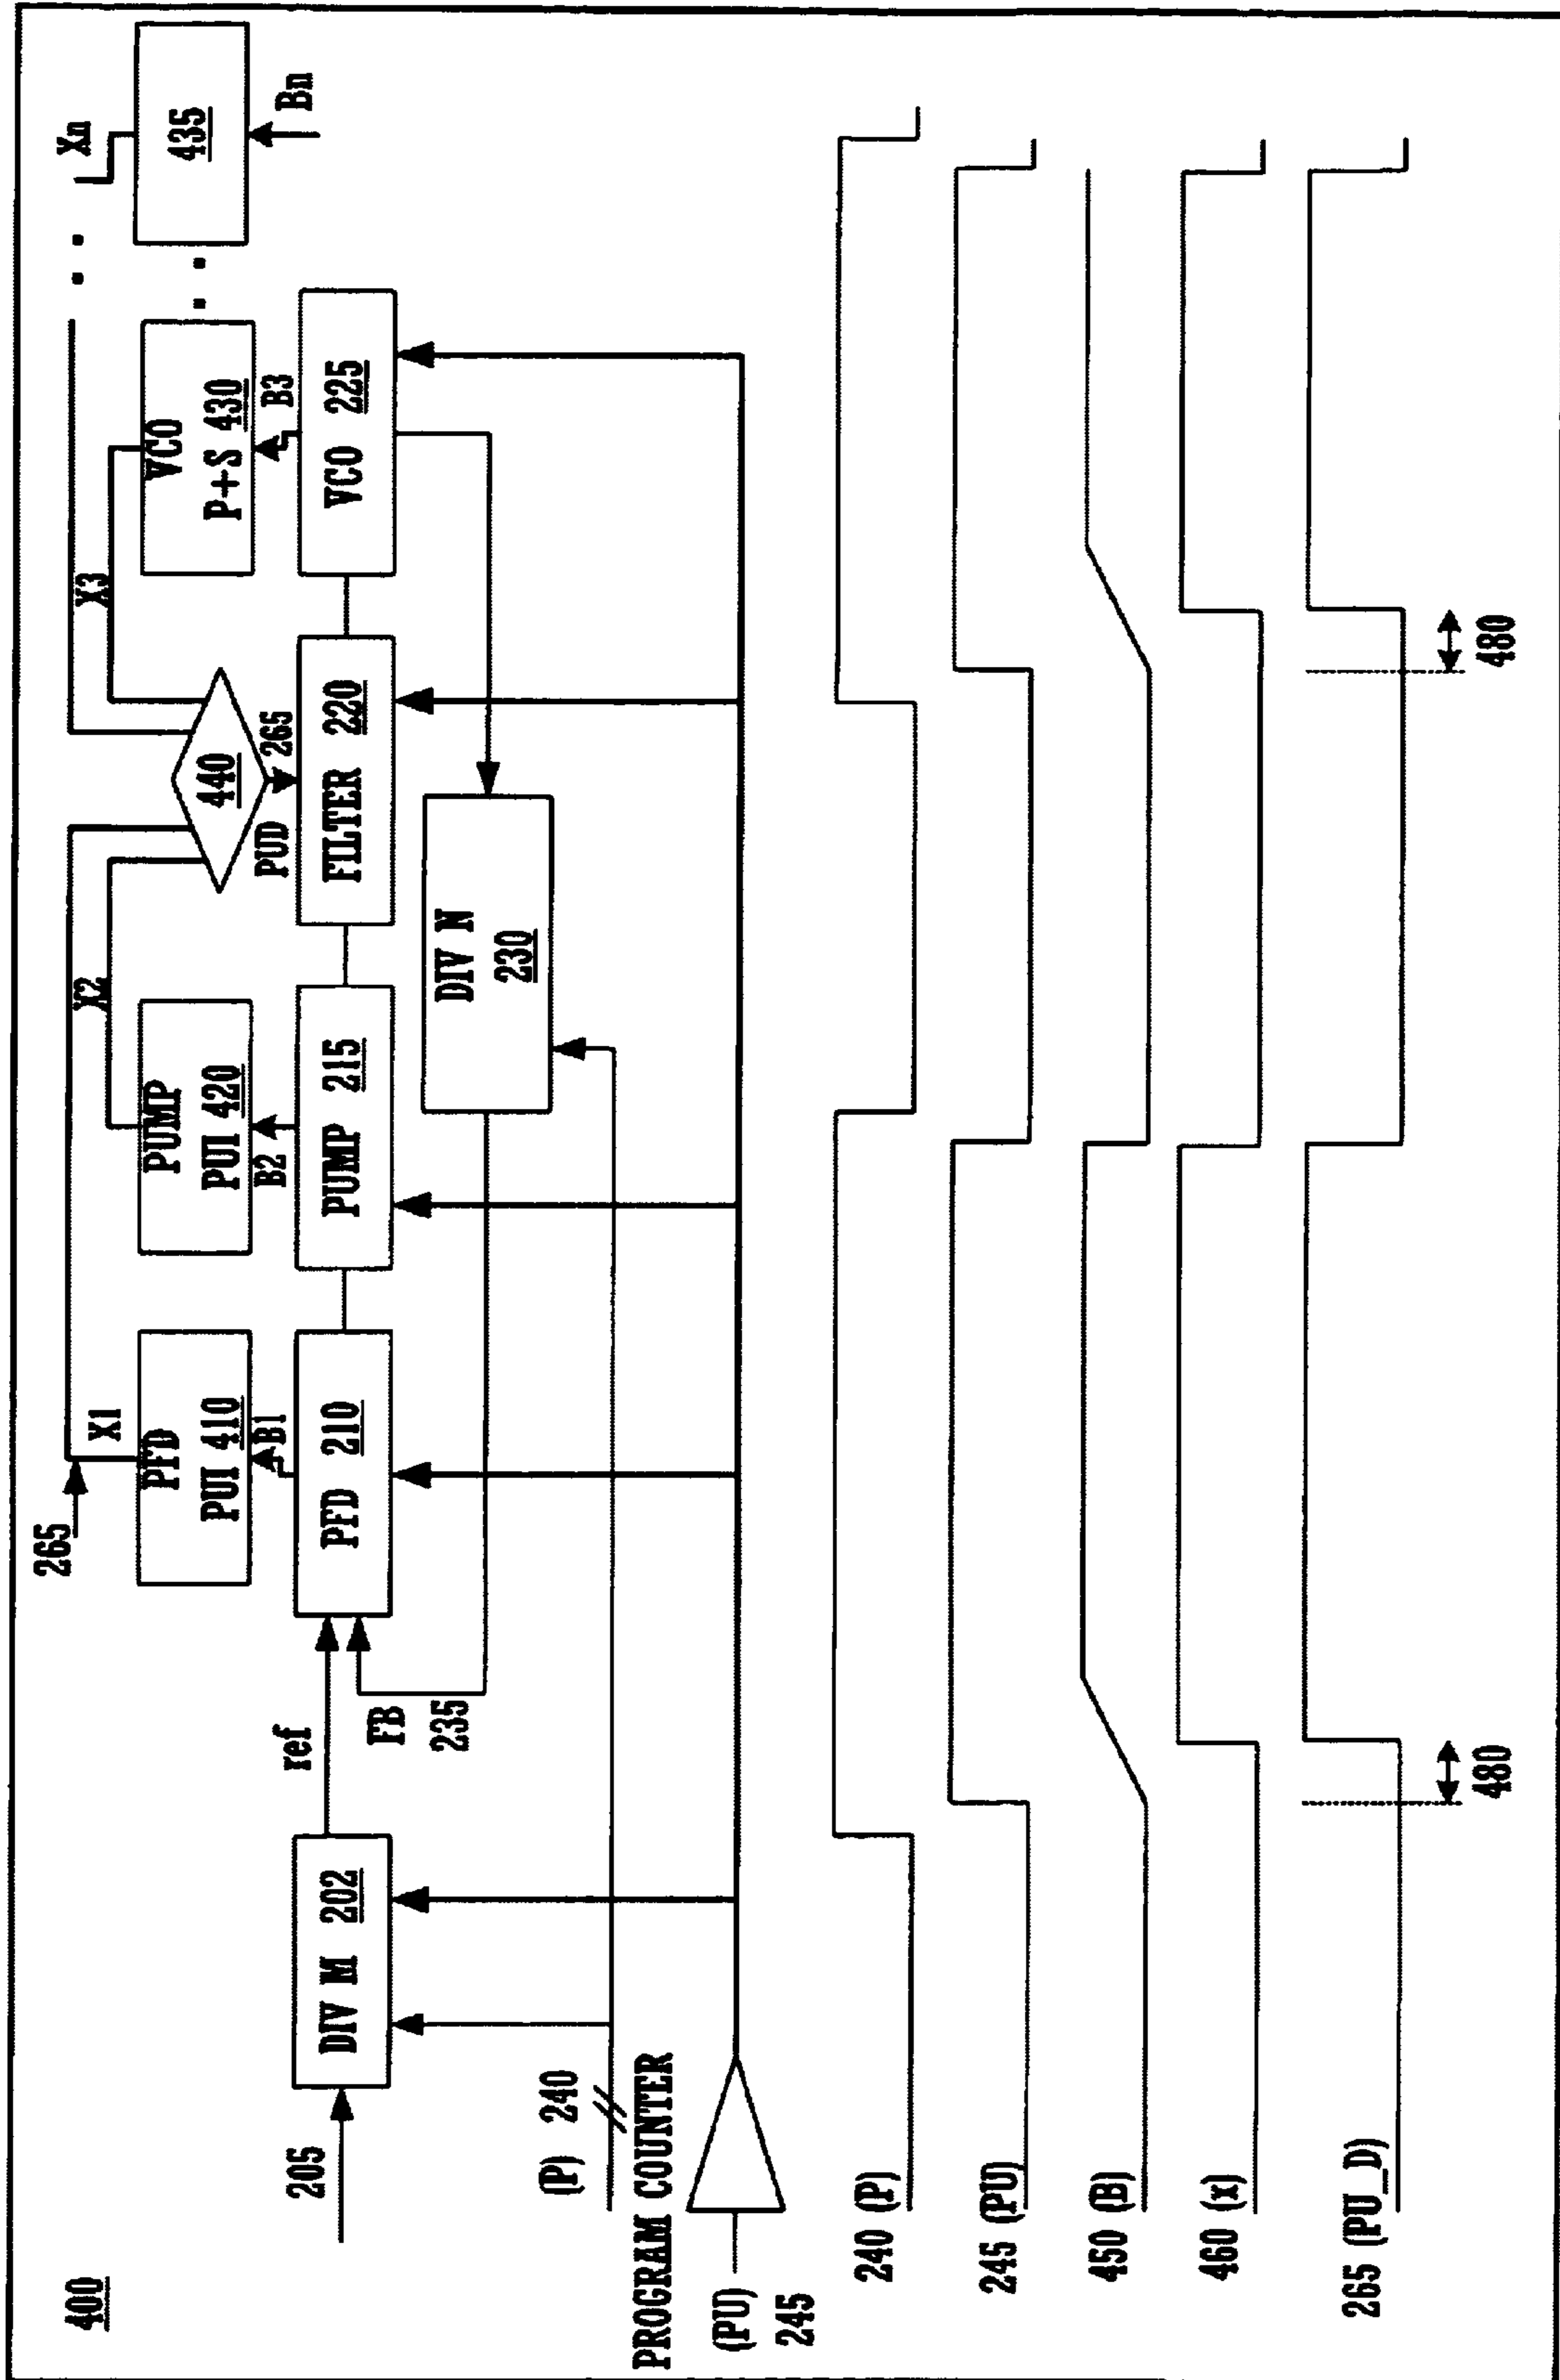 400
265
X1
X2
X3
Xn
PFD
PUI 410
PUMP
PUI 420
440
VCO
P+S 430
435
B1
B2
PUD
265
B3
Bn
205
DIV M 202
ref
PFD 210
PUMP 215
FILTER 220
VCO 225
FB
235
DIV N
230
(P) 240
PROGRAM COUNTER
(PU)
245
240 (P)
245 (PU)
450 (B)
460 (x)
265 (PU_D)
480
480